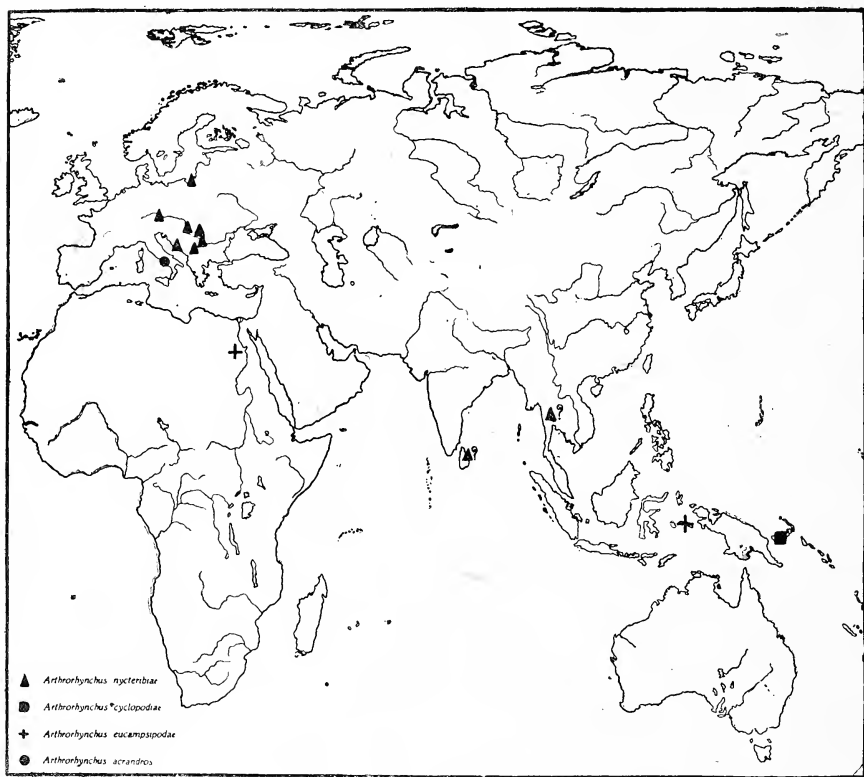 ?
?
Arthrorhynchus nycteribiae
Arthrorhynchus cyclopodiae
Arthrorhynchus eucampsipodae
Arthrorhynchus acrandros